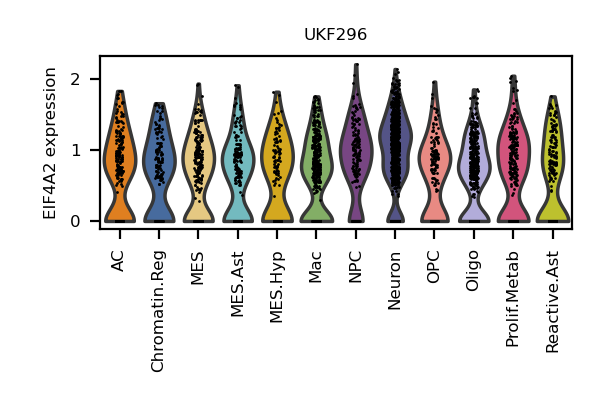 UKF296
EIF4A2 expression
2
1
0
AC
Chromatin.Reg
MES
MES.Ast
MES.Hyp
Mac
NPC
Neuron
OPC
Oligo
Prolif.Metab
Reactive.Ast